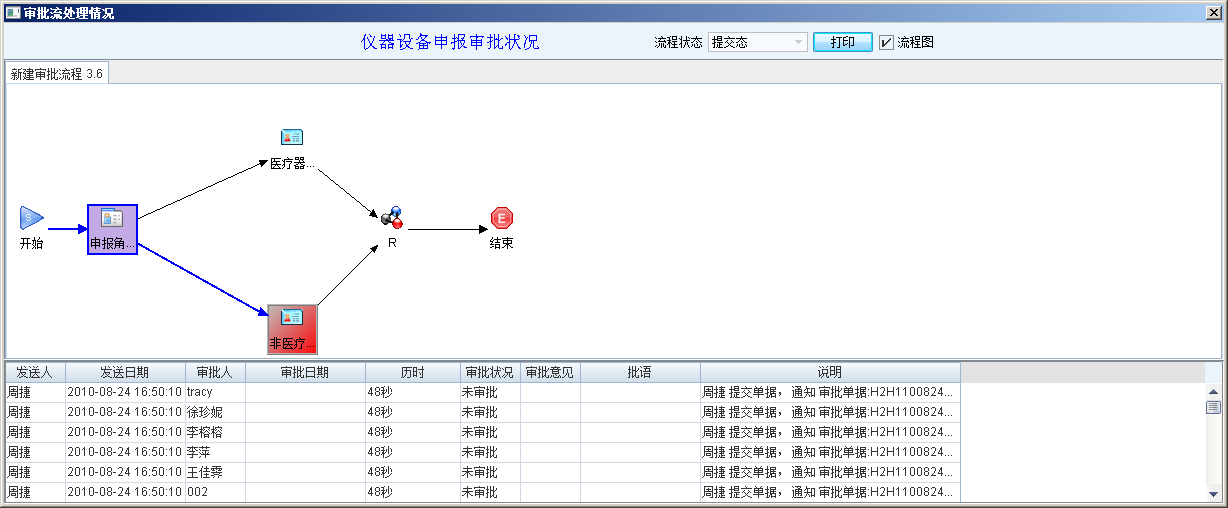 审批流处理情况
仪器设备申报审批状况 流程状态 提交态 打印 流程图
新建审批流程 3.6
医疗器...
S E
开始 申报角... R 结束
非医疗...
发送人 发送日期 审批人 审批日期 历时 审批状况 审批意见 批语 说明
周捷 2010-08-24 16:50:10 tracy 48秒 未审批 周捷 提交单据，通知 审批单据:H2H1100824...
周捷 2010-08-24 16:50:10 徐珍妮 48秒 未审批 周捷 提交单据，通知 审批单据:H2H1100824...
周捷 2010-08-24 16:50:10 李榕榕 48秒 未审批 周捷 提交单据，通知 审批单据:H2H1100824...
周捷 2010-08-24 16:50:10 李萍 48秒 未审批 周捷 提交单据，通知 审批单据:H2H1100824...
周捷 2010-08-24 16:50:10 王佳霁 48秒 未审批 周捷 提交单据，通知 审批单据:H2H1100824...
周捷 2010-08-24 16:50:10 002 48秒 未审批 周捷 提交单据，通知 审批单据:H2H1100824...